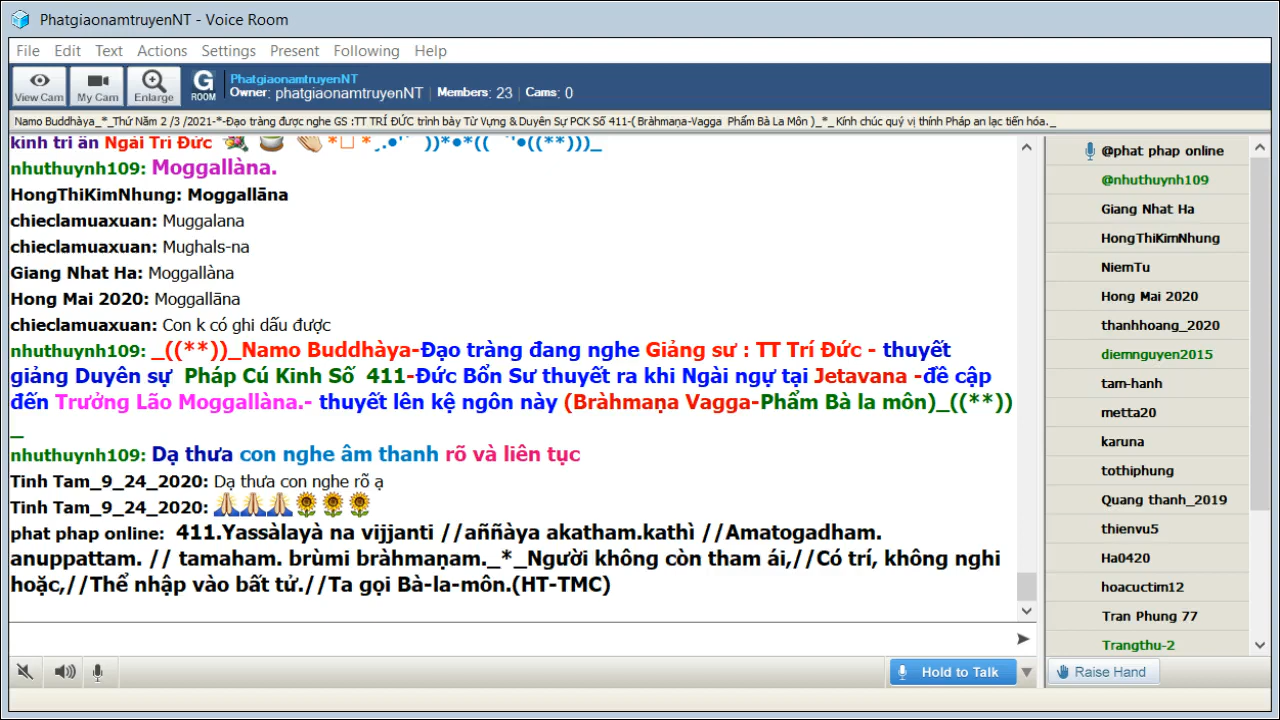 PhatgiaonamtruyenNT - Voice Room
File Edit Text Actions Settings Present Following Help
View Cam My Cam Enlarge G ROOM
PhatgiaonamtruyenNT
Owner: phatgiaonamtruyenNT | Members: 23 | Cams: 0
Namo Buddhàya_*_Thứ Năm 2 /3 /2021-*-Đạo tràng được nghe GS :TT TRÍ ĐỨC trình bày Từ Vựng & Duyên Sự PCK Số 411-( Bràhmaṇa-Vagga Phẩm Bà La Môn )_*_ Kính chúc quý vị thính Pháp an lạc tiến hóa._
kính tri ân Ngài Trí Đức
nhuthuynh109: Moggallàna.
HongThiKimNhung: Moggallāna
chieclamuaxuan: Muggalana
chieclamuaxuan: Mughals-na
Giang Nhat Ha: Moggallàna
Hong Mai 2020: Moggallāna
chieclamuaxuan: Con k có ghi dấu được
nhuthuynh109: _((**))_Namo Buddhàya-Đạo tràng đang nghe Giảng sư : TT Trí Đức - thuyết
giảng Duyên sự Pháp Cú Kinh Số 411-Đức Bổn Sư thuyết ra khi Ngài ngự tại Jetavana -đề cập
đến Trưởng Lão Moggallàna.- thuyết lên kệ ngôn này (Bràhmaṇa Vagga-Phẩm Bà la môn)_((**))
_
nhuthuynh109: Dạ thưa con nghe âm thanh rõ và liên tục
Tinh Tam_9_24_2020: Dạ thưa con nghe rõ ạ
Tinh Tam_9_24_2020: 🙏🙏🙏🌻🌻🌻
phat phap online: 411.Yassàlayà na vijjanti //aññàya akatham.kathì //Amatogadham.
anuppattam. // tamaham. brùmi bràhmaṇam._*_Người không còn tham ái,//Có trí, không nghi
hoặc,//Thể nhập vào bất tử.//Ta gọi Bà-la-môn.(HT-TMC)
Hold to Talk
@phat phap online
@nhuthuynh109
Giang Nhat Ha
HongThiKimNhung
NiemTu
Hong Mai 2020
thanhhoang_2020
diemnguyen2015
tam-hanh
metta20
karuna
tothiphung
Quang thanh_2019
thienvu5
Ha0420
hoacuctim12
Tran Phung 77
Trangthu-2
Raise Hand